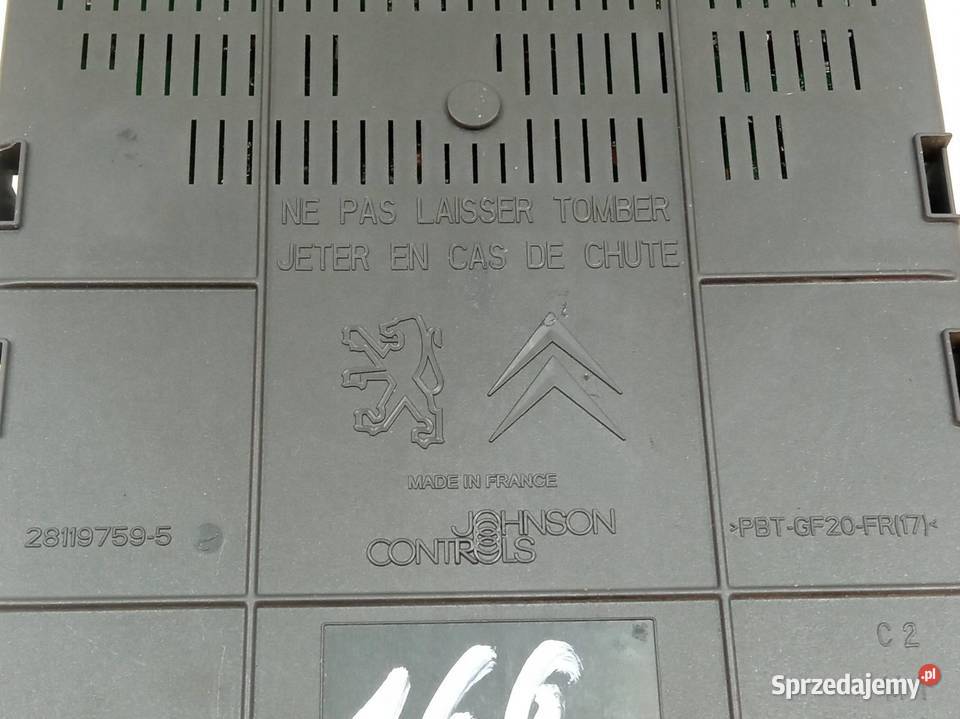 NE PAS LAISSER TOMBER
JETER EN CAS DE CHUTE
MADE IN FRANCE
28119759-5
JOHNSON
CONTROLS
>PBT-GF20-FR(17)<
C 2
166
Sprzedajemy.pl